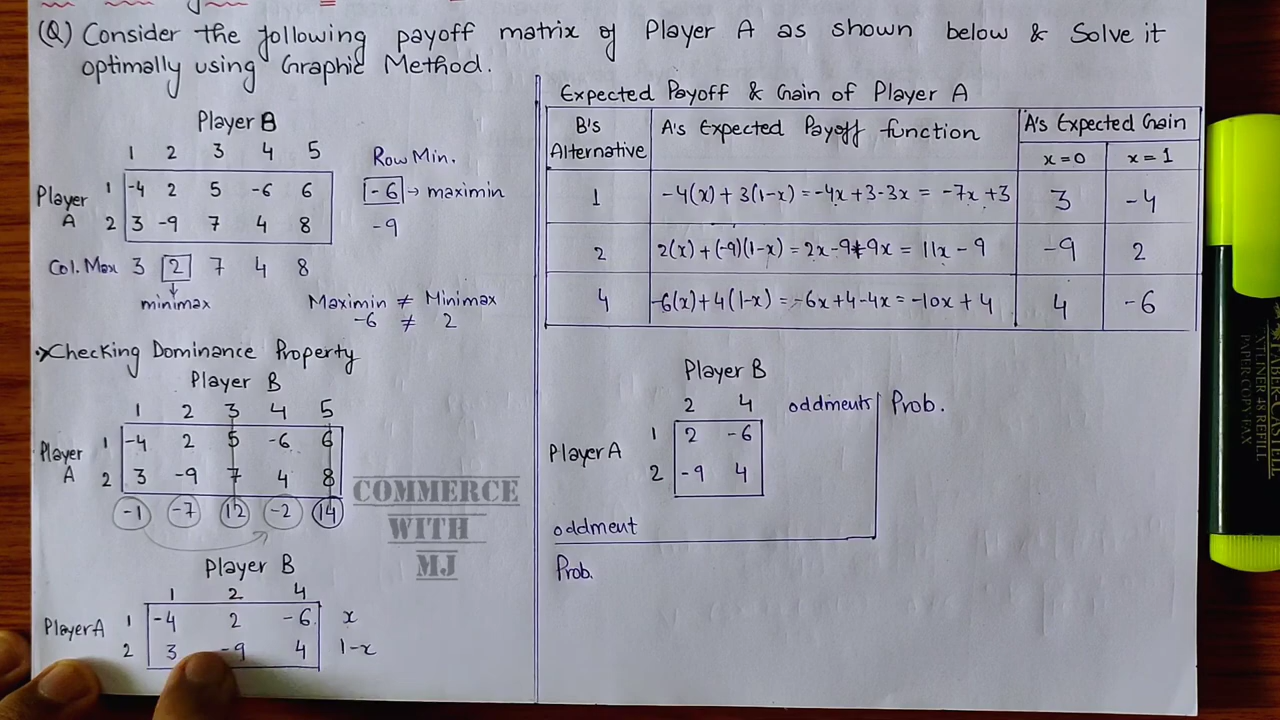 (Q) Consider the following payoff matrix of Player A as shown below & Solve it
optimally using Graphic Method.
Player B
1 2 3 4 5 Row Min.
Player A
1 -4 2 5 -6 6 -6 → maximin
2 3 -9 7 4 8 -9
Col. Max 3 2 7 4 8
minimax
Maximin ≠ Minimax
-6 ≠ 2
Checking Dominance Property
Player B
1 2 3 4 5
Player A
1 -4 2 5 -6 6
2 3 -9 7 4 8
-1 -7 12 -2 14
Player B
1 2 4
Player A
1 -4 2 -6 x
2 3 -9 4 1-x
Expected Payoff & Gain of Player A
B's Alternative
A's Expected Payoff function
A's Expected Gain
x=0 x=1
1 -4(x)+3(1-x)=-4x+3-3x = -7x+3 3 -4
2 2(x)+(-9)(1-x)=2x-9+9x = 11x-9 -9 2
4 -6(x)+4(1-x)=-6x+4-4x=-10x+4 4 -6
Player B
2 4 oddments Prob.
Player A
1 2 -6
2 -9 4
oddment
Prob.
COMMERCE
WITH
MJ
XTLINER 48 REFILL
PAPER/COPY/FAX